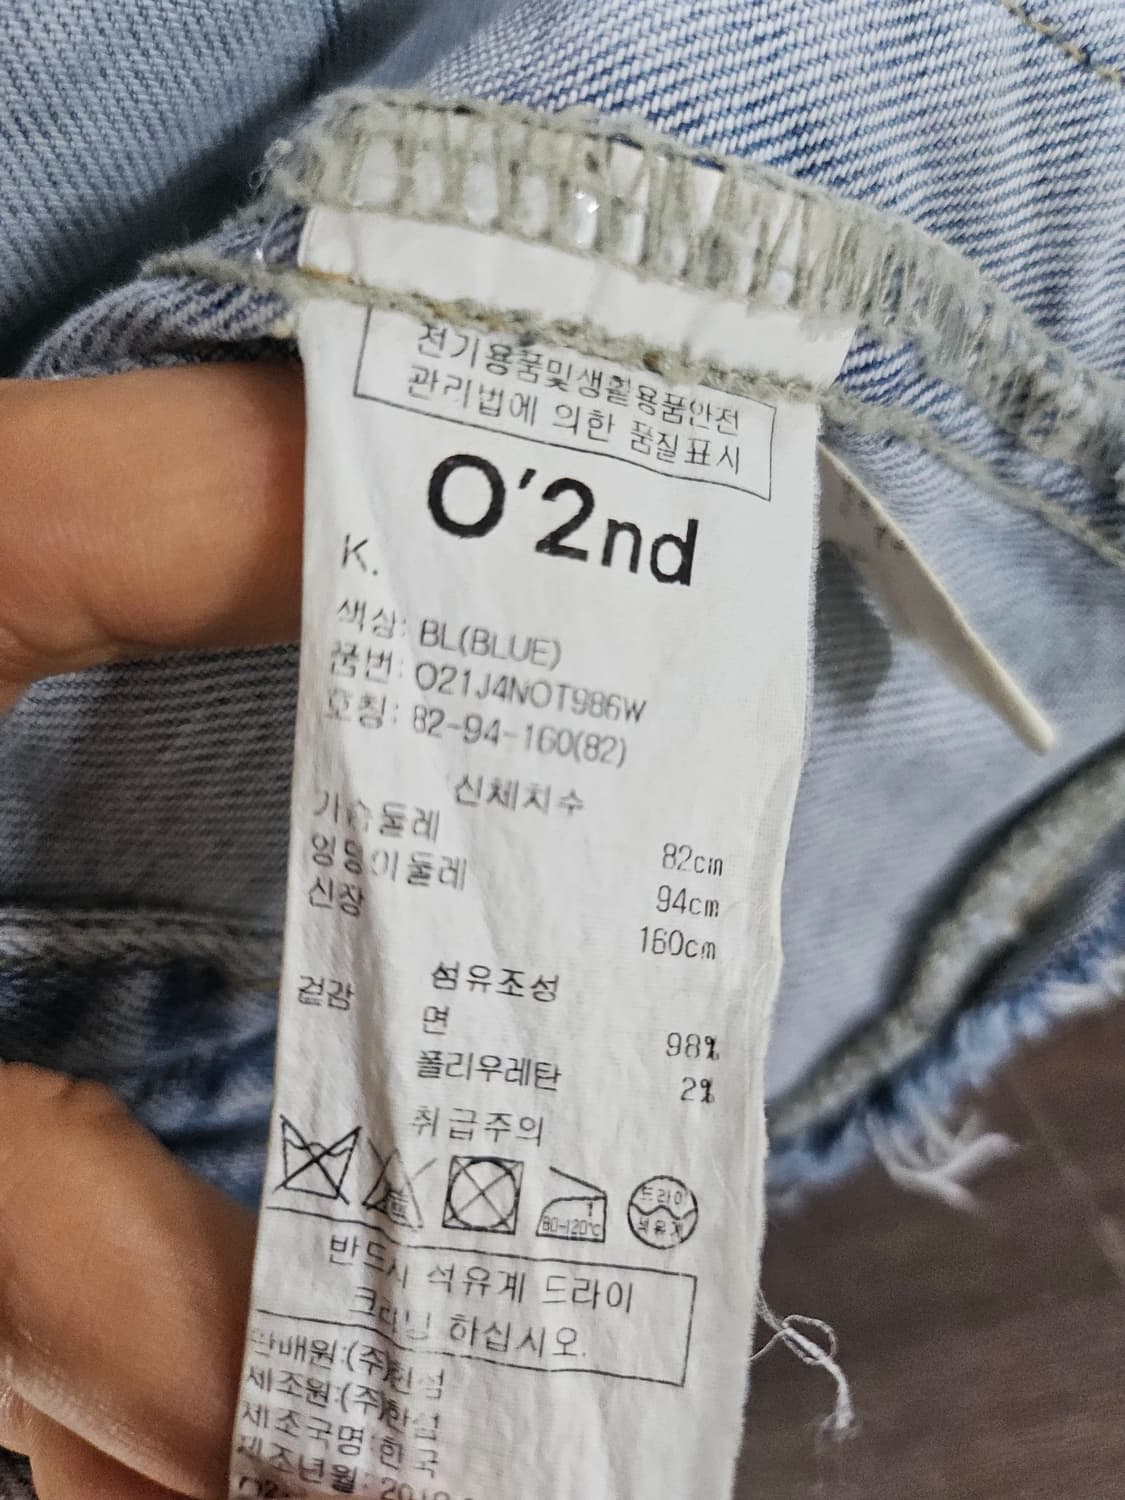 전기용품및생활용품안전
관리법에 의한 품질표시
O'2nd
K.
색상: BL(BLUE)
품번: O21J4NOT986W
호칭: 82-94-160(82)
신체치수
가슴둘레 82cm
엉덩이둘레 94cm
신장 160cm
섬유조성
겉감 면 98%
폴리우레탄 2%
취급주의
80-120℃
드라이
석유계
반드시 석유계 드라이
크리닝 하십시오.
판매원:(주)한섬
제조원:(주)한섬
제조국명:한국
제조년월: